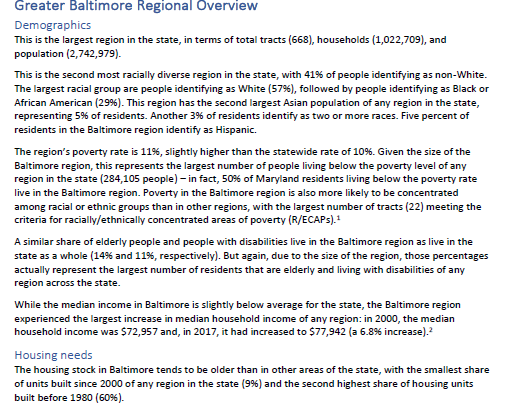 Greater Baltimore Regional Overview
Demographics
This is the largest region in the state, in terms of total tracts (668), households (1,022,709), and
population (2,742,979).
This is the second most racially diverse region in the state, with 41% of people identifying as non-White.
The largest racial group are people identifying as White (57%), followed by people identifying as Black or
African American (29%). This region has the second largest Asian population of any region in the state,
representing 5% of residents. Another 3% of residents identify as two or more races. Five percent of
residents in the Baltimore region identify as Hispanic.
The region's poverty rate is 11%, slightly higher than the statewide rate of 10%. Given the size of the
Baltimore region, this represents the largest number of people living below the poverty level of any
region in the state (284,105 people) – in fact, 50% of Maryland residents living below the poverty rate
live in the Baltimore region. Poverty in the Baltimore region is also more likely to be concentrated
among racial or ethnic groups than in other regions, with the largest number of tracts (22) meeting the
criteria for racially/ethnically concentrated areas of poverty (R/ECAPs).¹
A similar share of elderly people and people with disabilities live in the Baltimore region as live in the
state as a whole (14% and 11%, respectively). But again, due to the size of the region, those percentages
actually represent the largest number of residents that are elderly and living with disabilities of any
region across the state.
While the median income in Baltimore is slightly below average for the state, the Baltimore region
experienced the largest increase in median household income of any region: in 2000, the median
household income was $72,957 and, in 2017, it had increased to $77,942 (a 6.8% increase).²
Housing needs
The housing stock in Baltimore tends to be older than in other areas of the state, with the smallest share
of units built since 2000 of any region in the state (9%) and the second highest share of housing units
built before 1980 (60%).